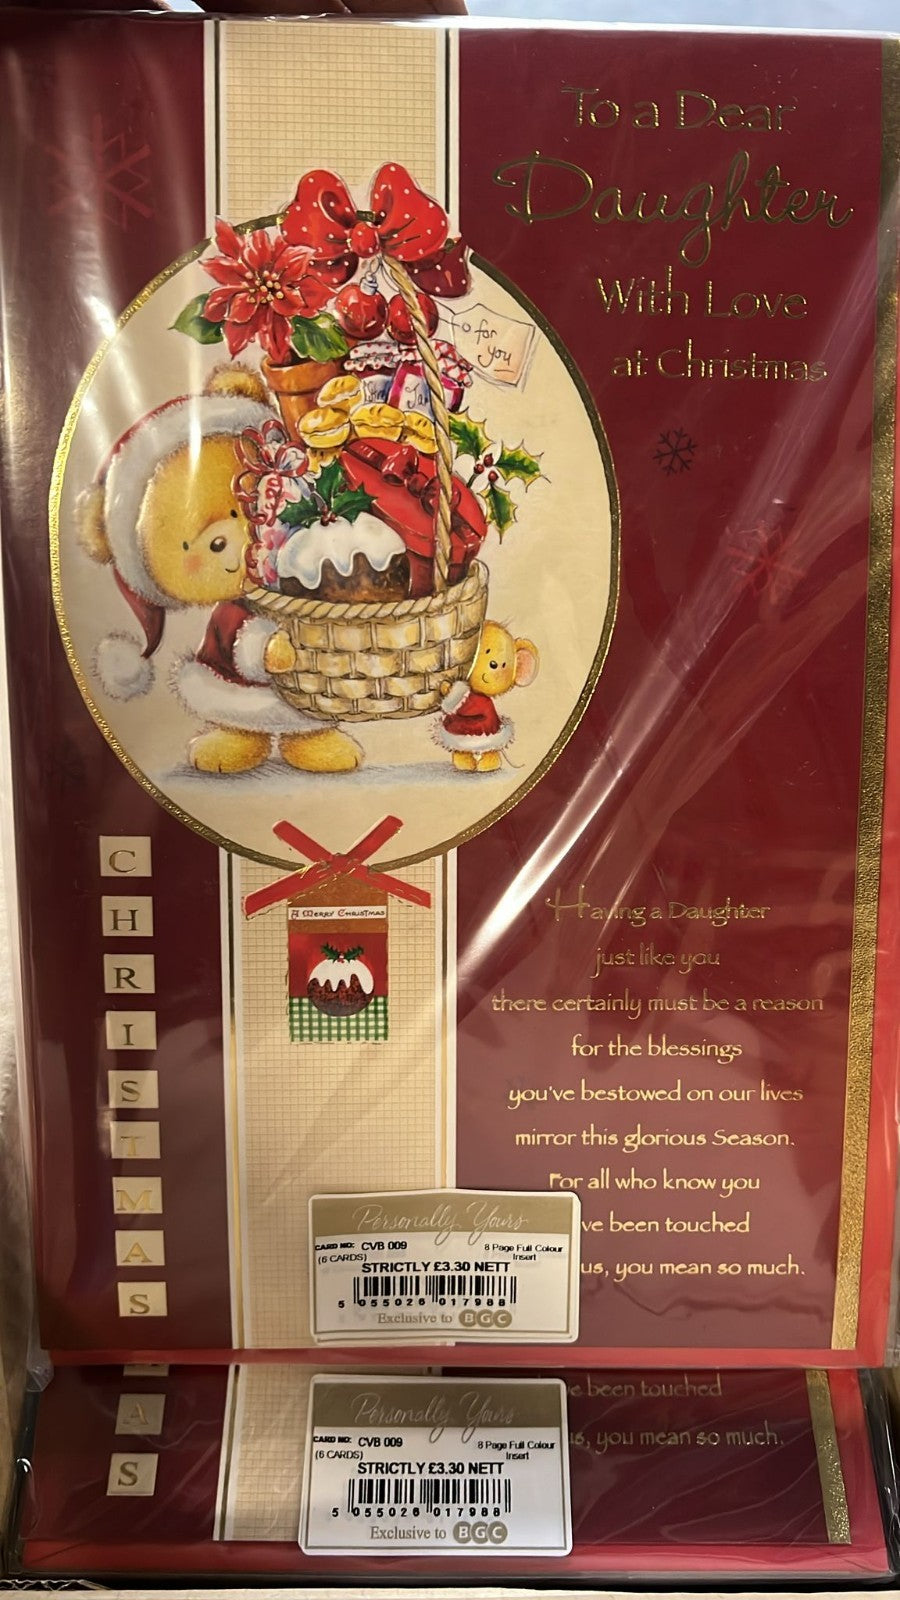 To a Dear
Daughter
With Love
at Christmas
for
you
CHRISTMAS
A MERRY CHRISTMAS
Having a Daughter
just like you
there certainly must be a reason
for the blessings
you've bestowed on our lives
mirror this glorious Season.
For all who know you
ve been touched
us, you mean so much.
Personally Yours
CARD NO: CVB 009
8 Page Full Colour
(6 CARDS)
Insert
STRICTLY £3.30 NETT
5 055026 017988
Exclusive to BGC
AS
e been touched
us, you mean so much.
Personally Yours
CARD NO: CVB 009
8 Page Full Colour
(6 CARDS)
Insert
STRICTLY £3.30 NETT
5 055026 017988
Exclusive to BGC